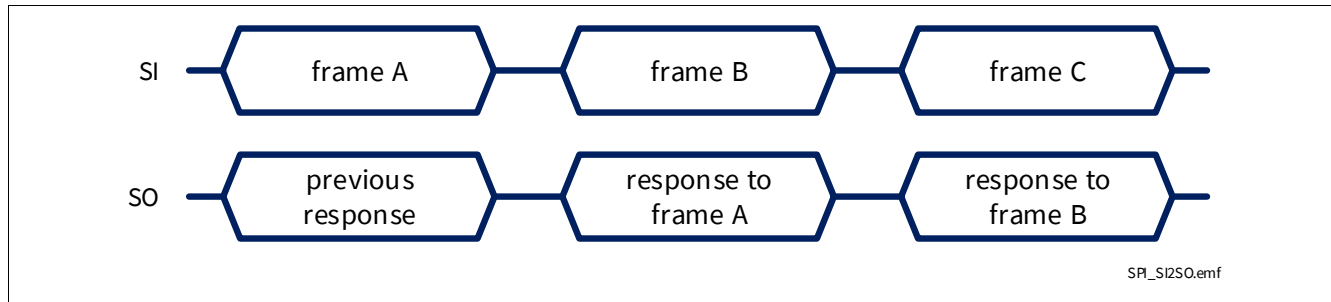 SI
frame A
frame B
frame C
SO
previous
response
response to
frame A
response to
frame B
SPI_SI2SO.emf